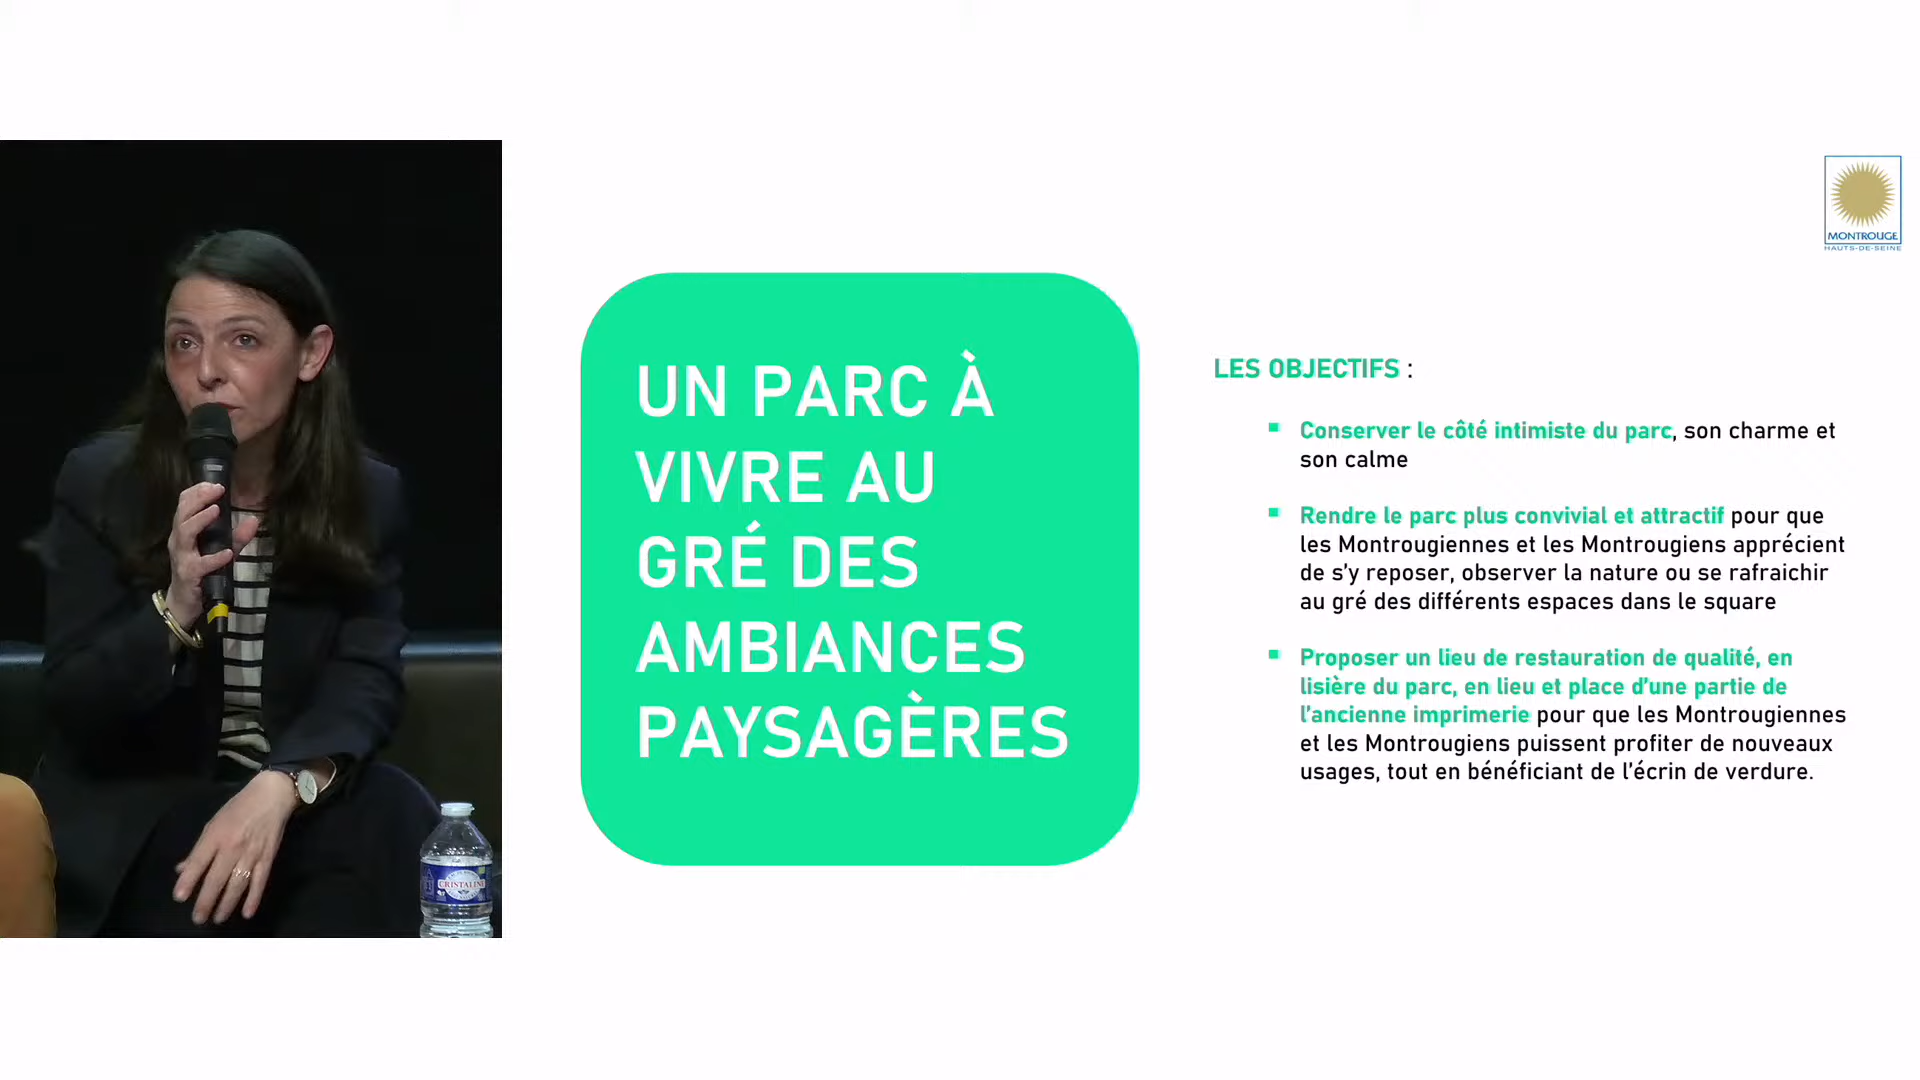 MONTROUGE
HAUTS-DE-SEINE
UN PARC À
VIVRE AU
GRÉ DES
AMBIANCES
PAYSAGÈRES
LES OBJECTIFS :
Conserver le côté intimiste du parc, son charme et
son calme
Rendre le parc plus convivial et attractif pour que
les Montrougiennes et les Montrougiens apprécient
de s'y reposer, observer la nature ou se rafraichir
au gré des différents espaces dans le square
Proposer un lieu de restauration de qualité, en
lisière du parc, en lieu et place d'une partie de
l'ancienne imprimerie pour que les Montrougiennes
et les Montrougiens puissent profiter de nouveaux
usages, tout en bénéficiant de l'écrin de verdure.
CRISTALINE